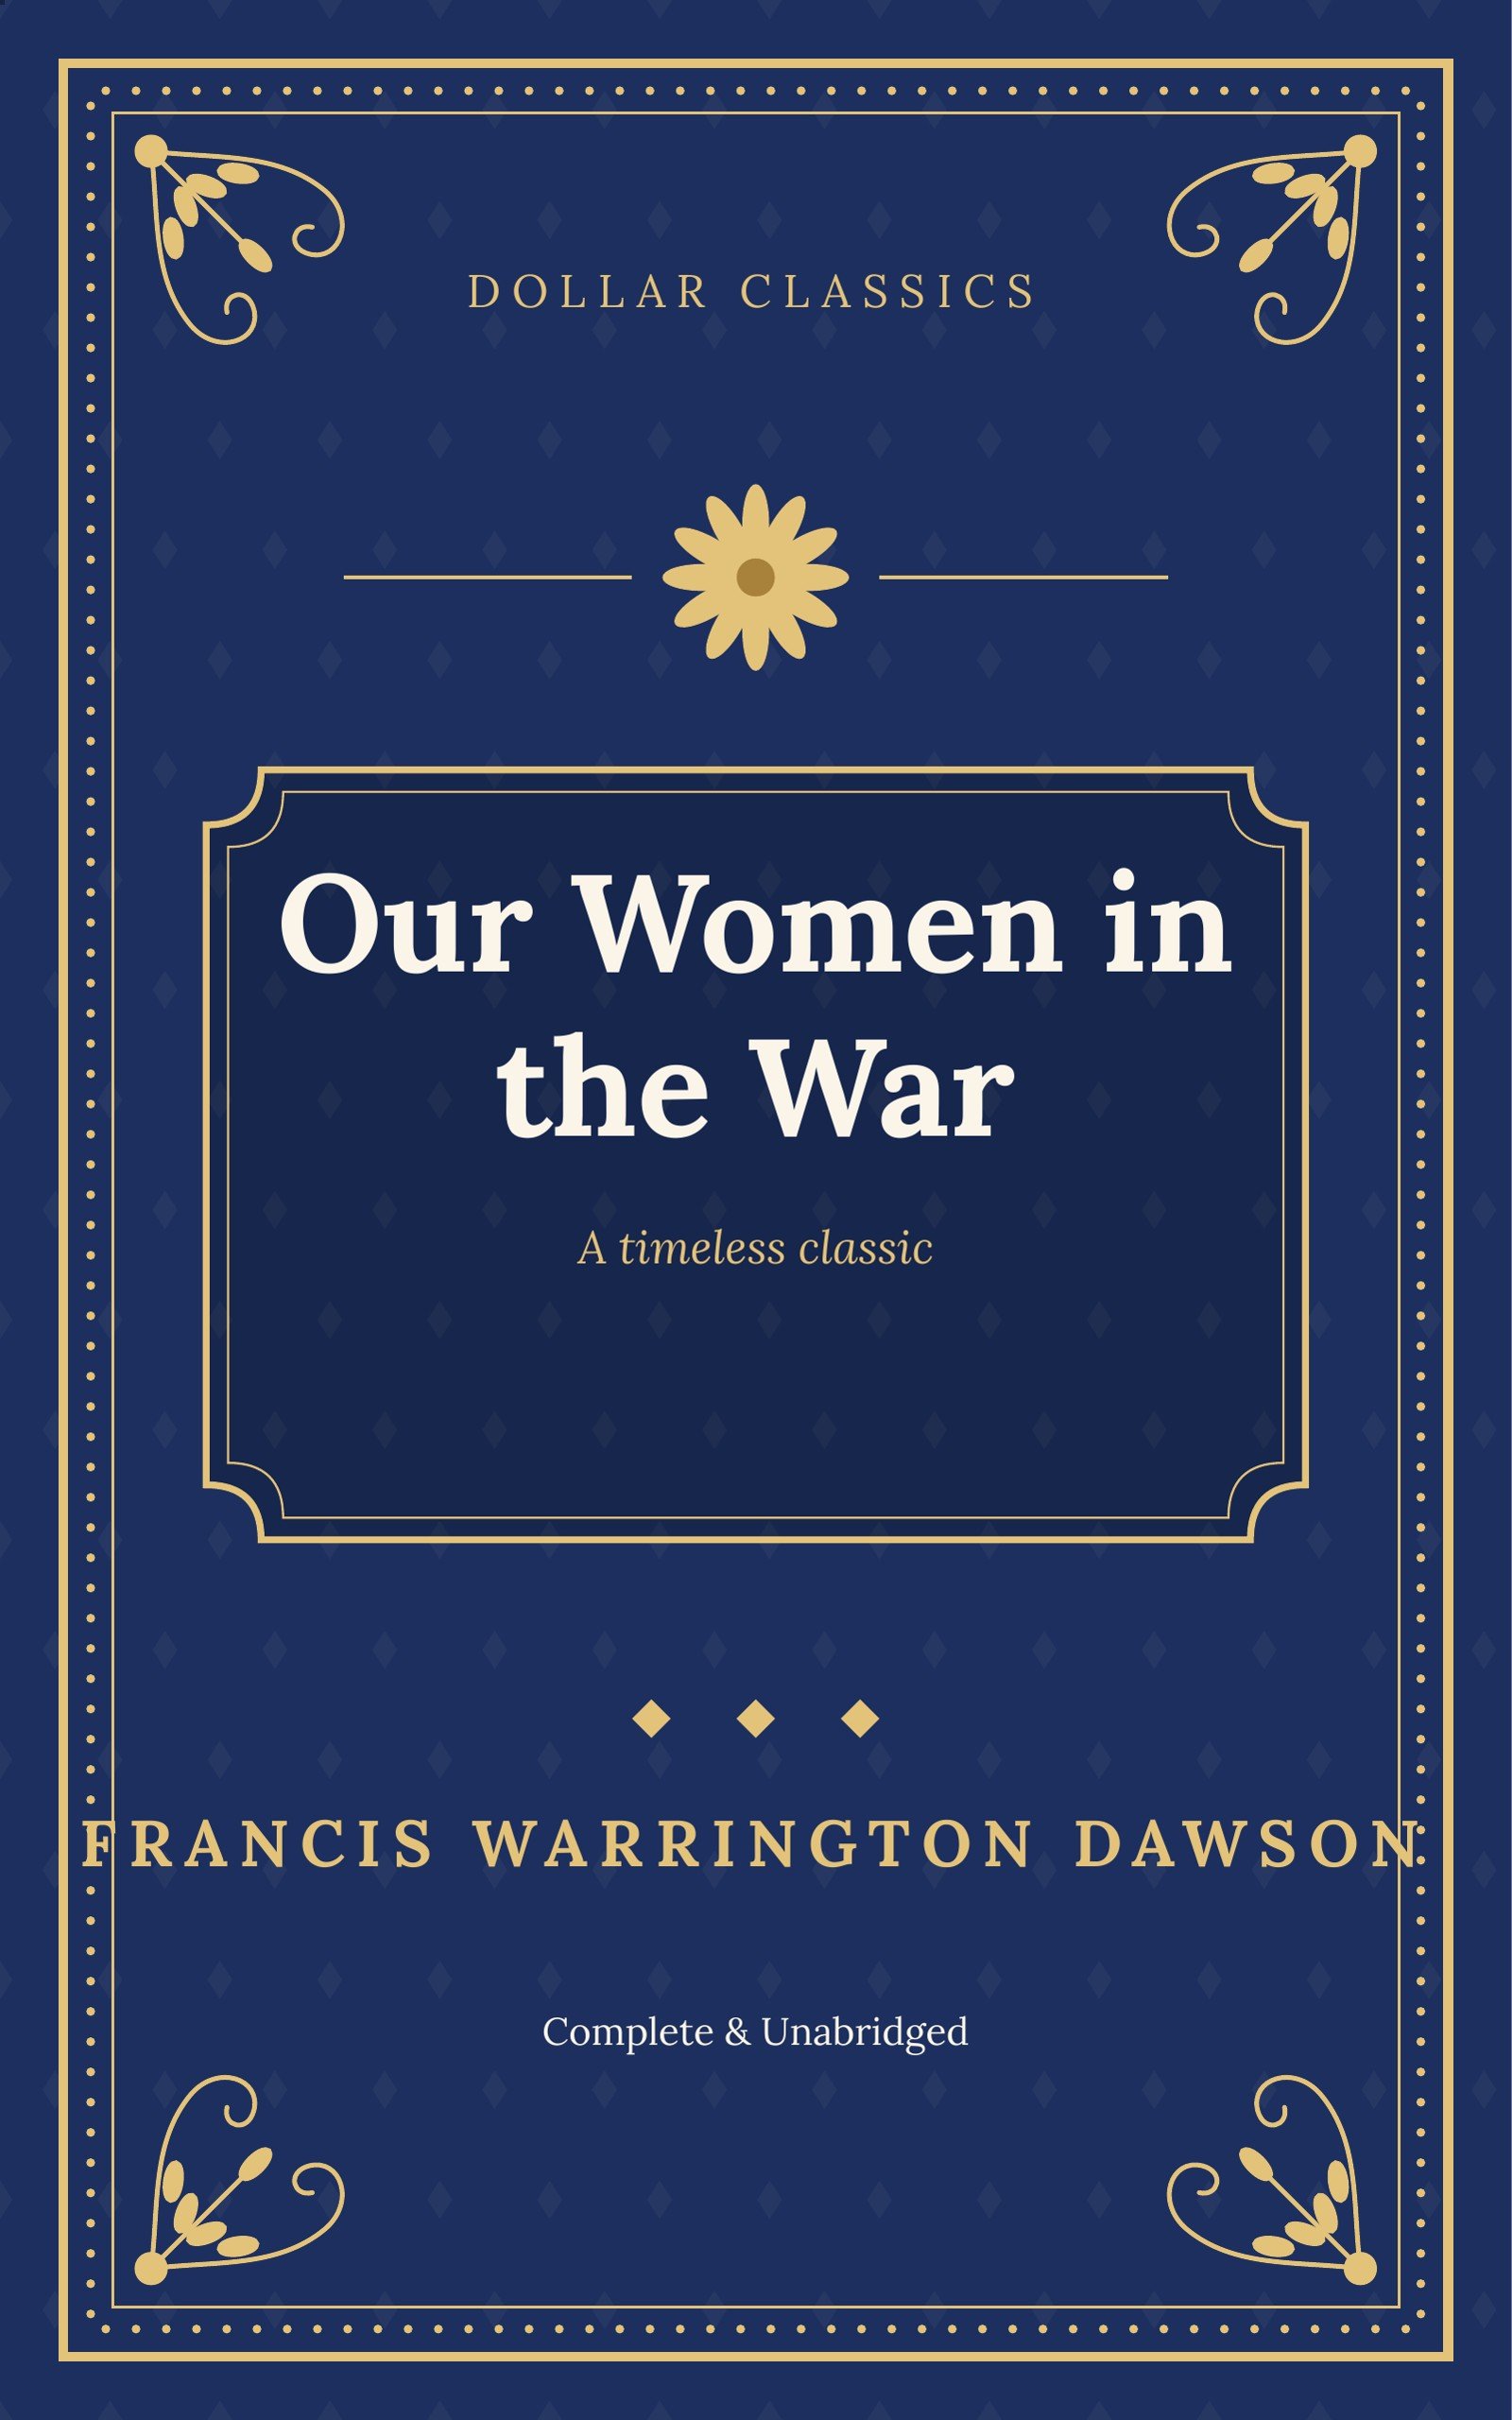 DOLLAR CLASSICS
Our Women in
the War
A timeless classic
FRANCIS WARRINGTON DAWSON
Complete & Unabridged